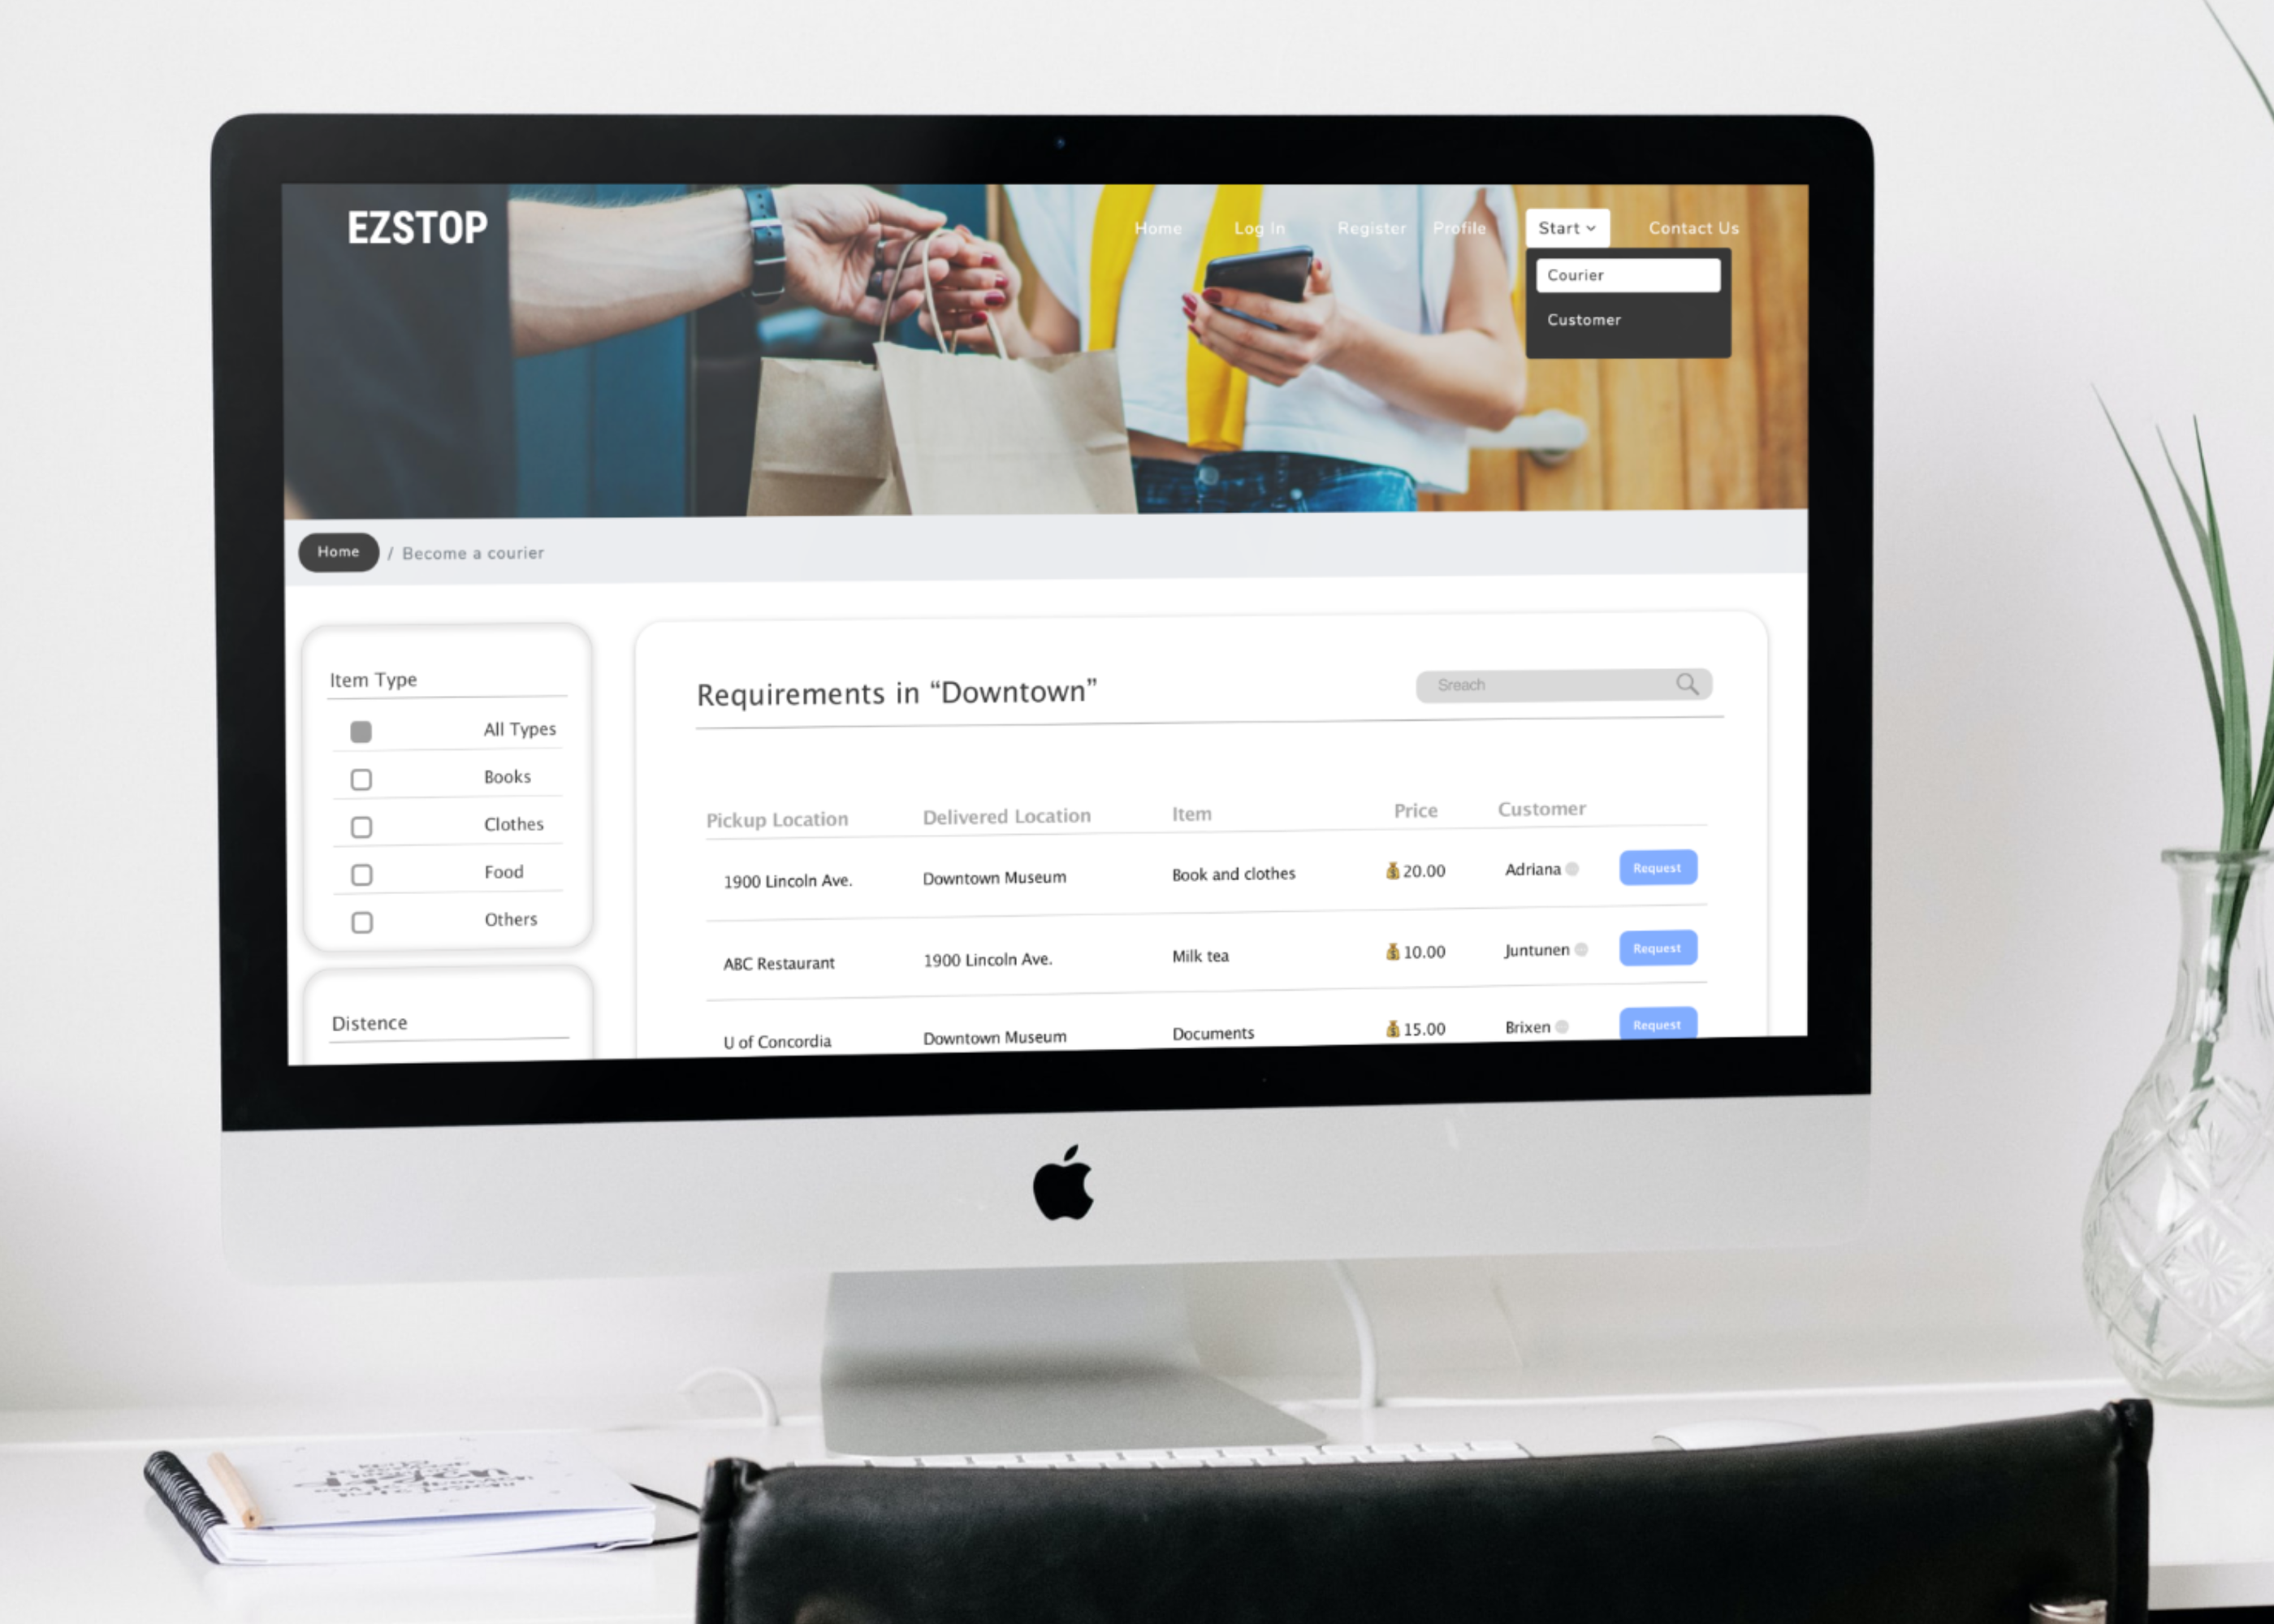 EZSTOP
Home Log In Register Profile Start Contact Us
Courier
Customer
Home / Become a courier
Item Type
All Types
Books
Clothes
Food
Others
Distence
Requirements in “Downtown”
Sreach
Pickup Location Delivered Location Item Price Customer
1900 Lincoln Ave. Downtown Museum Book and clothes 20.00 Adriana Request
ABC Restaurant 1900 Lincoln Ave. Milk tea 10.00 Juntunen Request
U of Concordia Downtown Museum Documents 15.00 Brixen Request